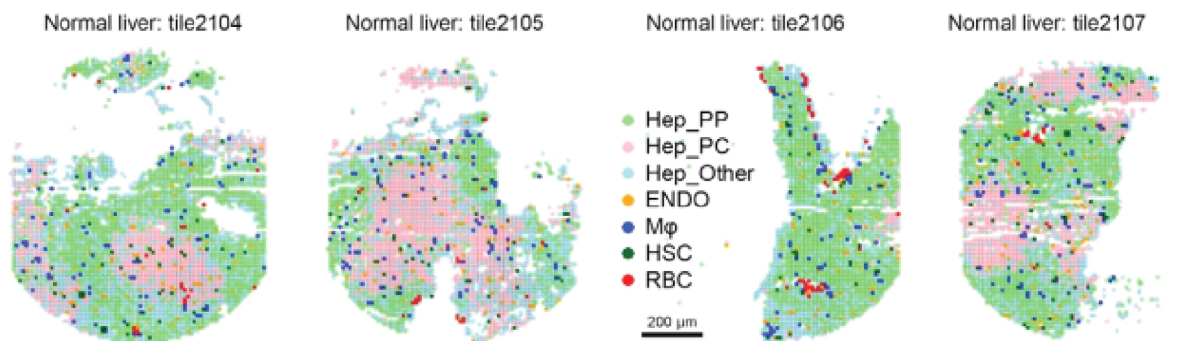 Normal liver: tile2104
Normal liver: tile2105
Normal liver: tile2106
Normal liver: tile2107
Hep_PP
Hep_PC
Hep_Other
ENDO
Mφ
HSC
RBC
200 µm